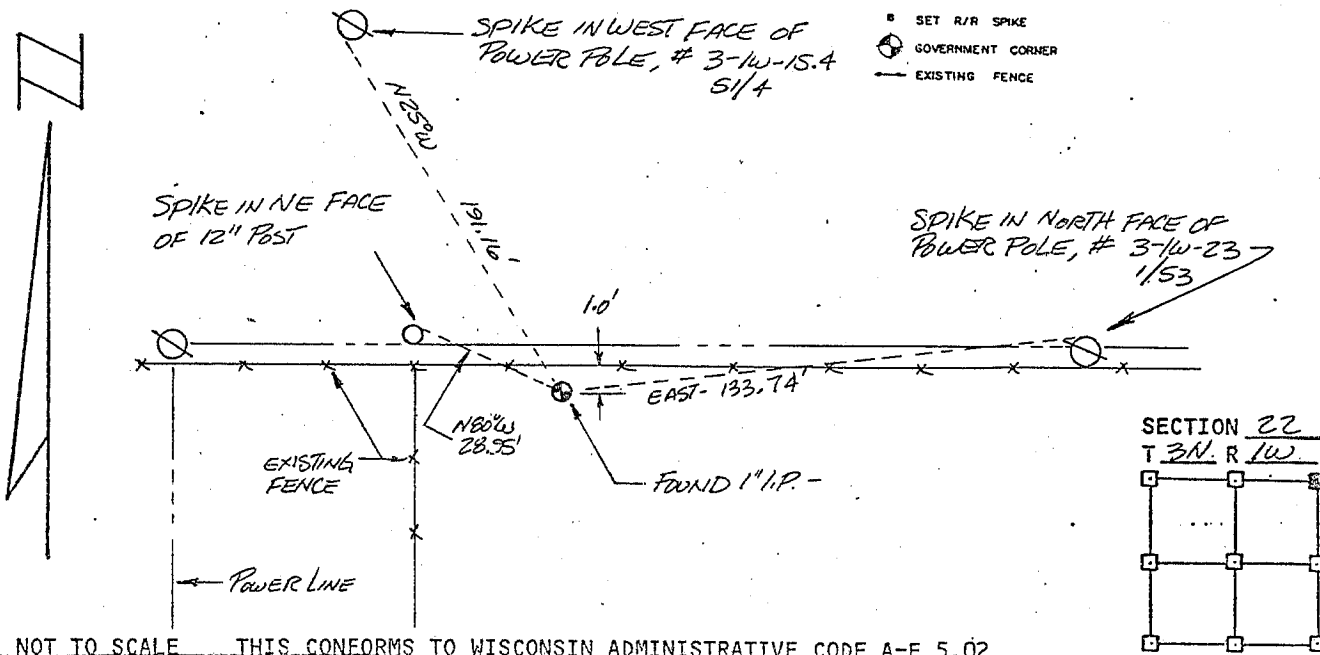 N
SPIKE IN WEST FACE OF
POWER POLE, # 3-1W-15.4
S1/4
SET R/R SPIKE
GOVERNMENT CORNER
EXISTING FENCE
N25°W
161.16'
SPIKE IN NE FACE
OF 12" POST
SPIKE IN NORTH FACE OF
POWER POLE, # 3-1W-23
1/53
1.0'
EAST - 133.74'
N80°W
28.95'
EXISTING
FENCE
FOUND 1" I.P. -
SECTION 22
T 3N. R 1W.
POWER LINE
NOT TO SCALE THIS CONFORMS TO WISCONSIN ADMINISTRATIVE CODE A-E 5.02